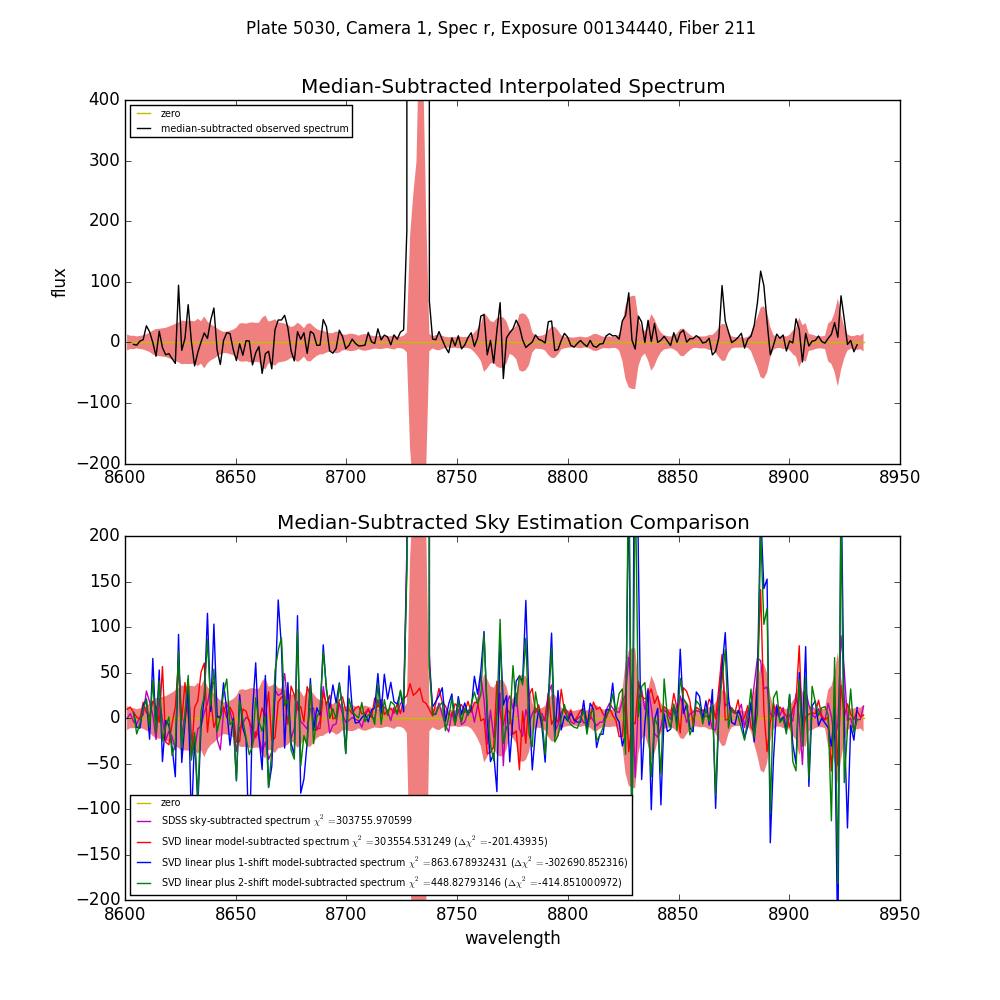 Plate 5030, Camera 1, Spec r, Exposure 00134440, Fiber 211
Median-Subtracted Interpolated Spectrum
400
300
200
100
0
−100
−200
flux
zero
median-subtracted observed spectrum
8600 8650 8700 8750 8800 8850 8900 8950
Median-Subtracted Sky Estimation Comparison
200
150
100
50
0
−50
−100
−150
−200
zero
SDSS sky-subtracted spectrum χ² =303755.970599
SVD linear model-subtracted spectrum χ² =303554.531249 (Δχ² =-201.43935)
SVD linear plus 1-shift model-subtracted spectrum χ² =863.678932431 (Δχ² =-302690.852316)
SVD linear plus 2-shift model-subtracted spectrum χ² =448.82793146 (Δχ² =-414.851000972)
8600 8650 8700 8750 8800 8850 8900 8950
wavelength